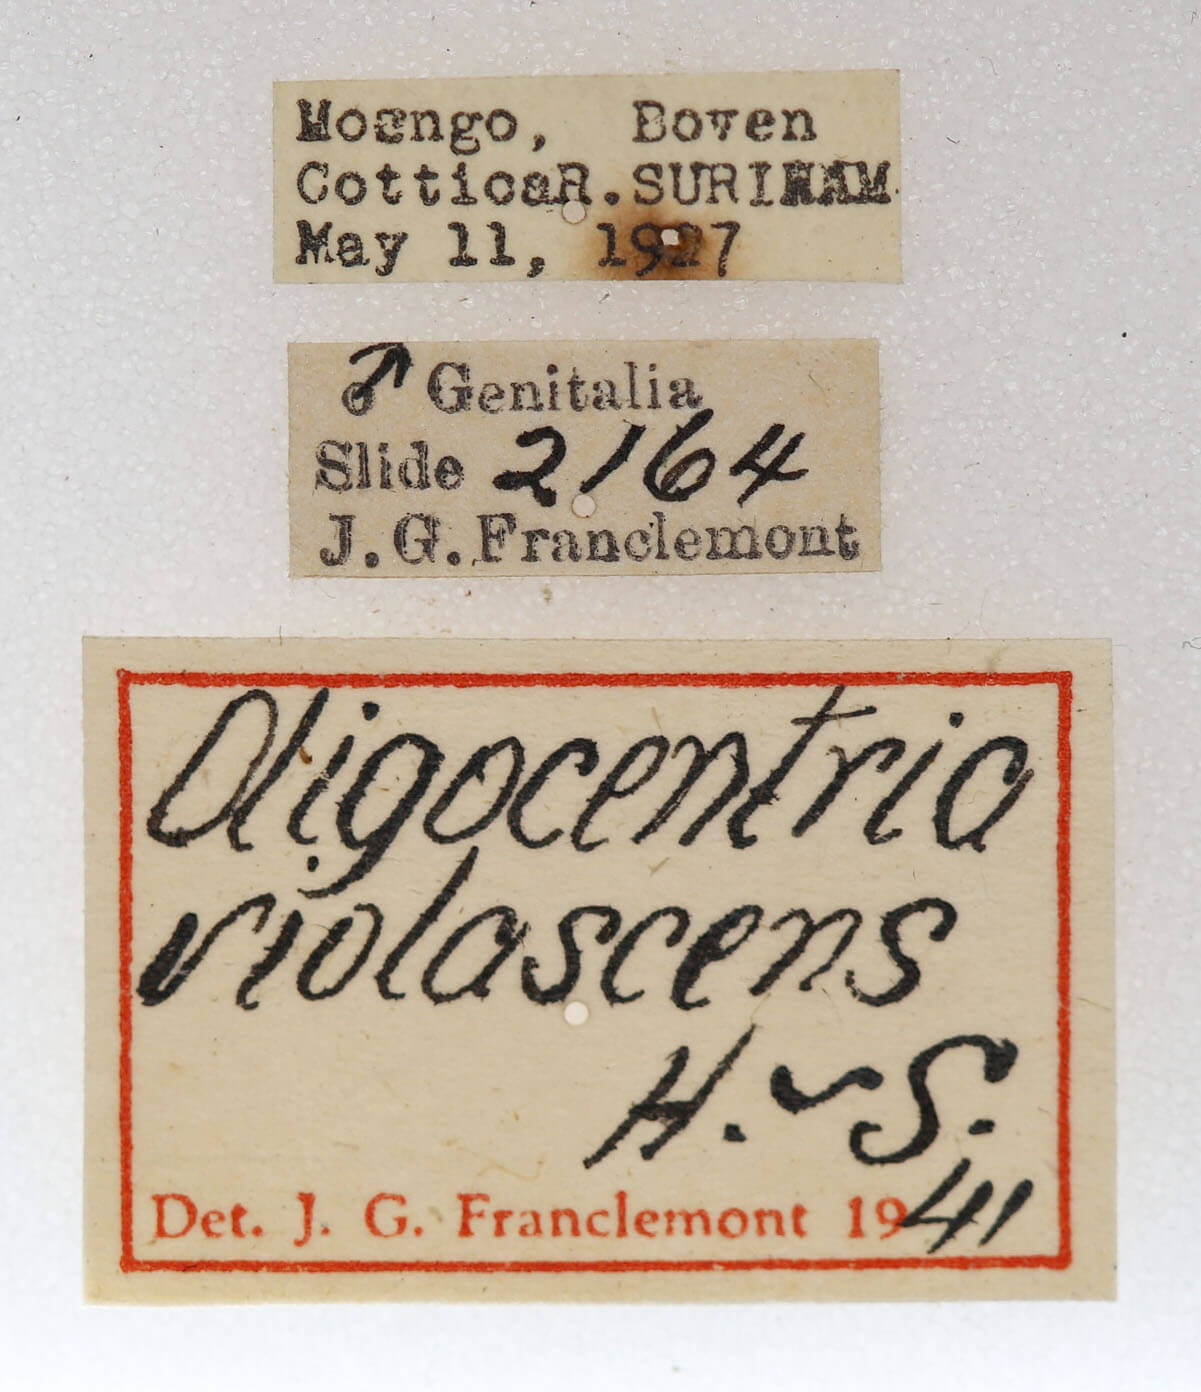 Moengo, Boven
CotticaR.SURINAM
May 11, 1927
♂ Genitalia
Slide 2164
J.G.Franclemont
Oligocentria
violascens
H.-S.
Det. J. G. Franclemont 1941